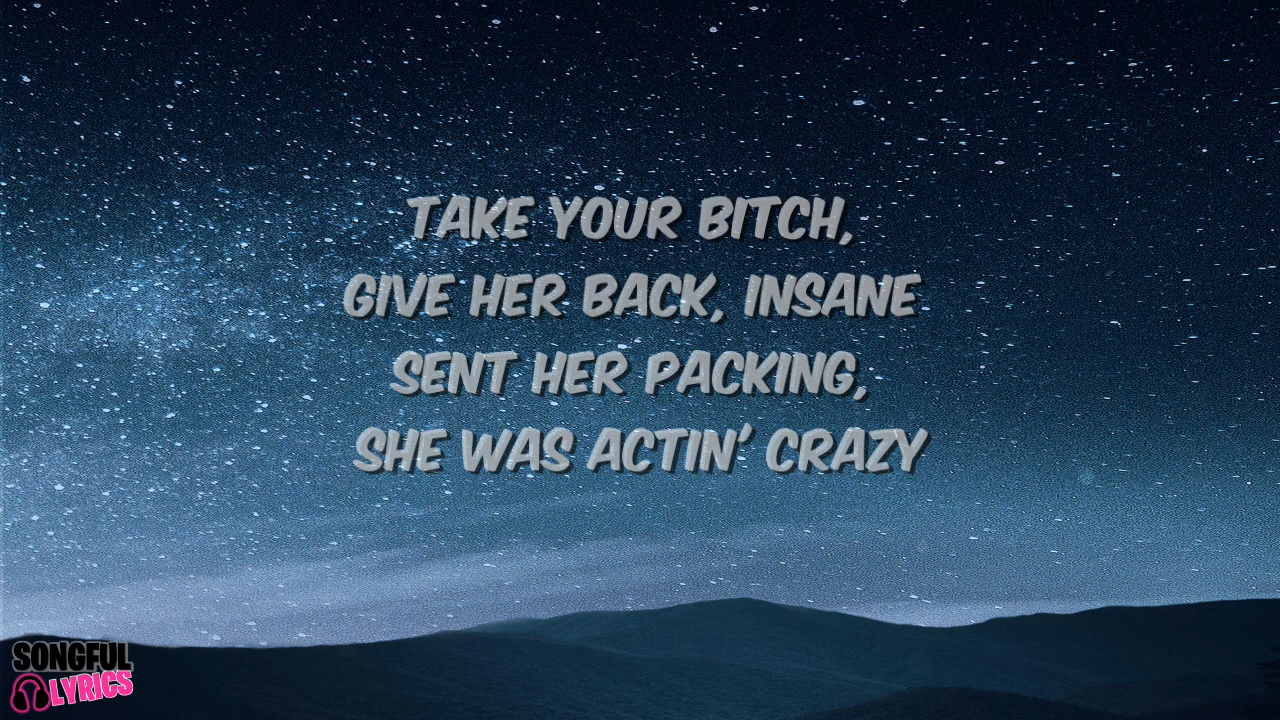 TAKE YOUR BITCH,
GIVE HER BACK, INSANE
SENT HER PACKING,
SHE WAS ACTIN' CRAZY
SONGFUL
LYRICS